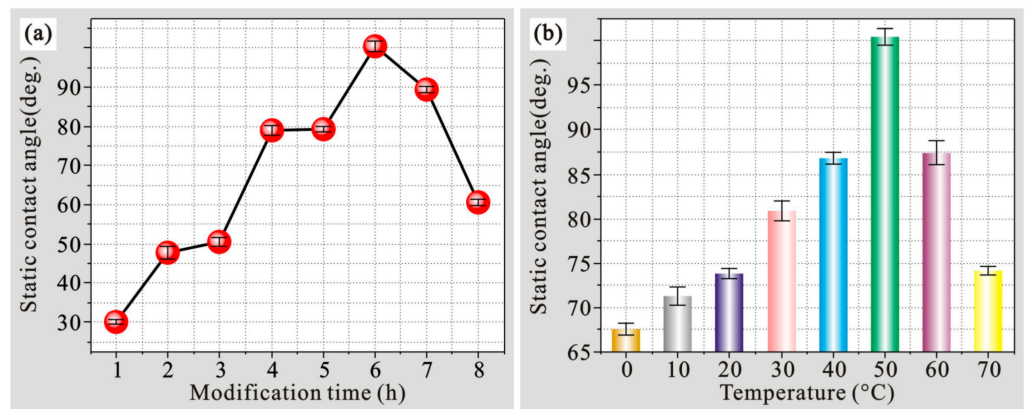 (a)
Static contact angle(deg.)
90
80
70
60
50
40
30
1 2 3 4 5 6 7 8
Modification time (h)
(b)
Static contact angle(deg.)
95
90
85
80
75
70
65
0 10 20 30 40 50 60 70
Temperature (°C)